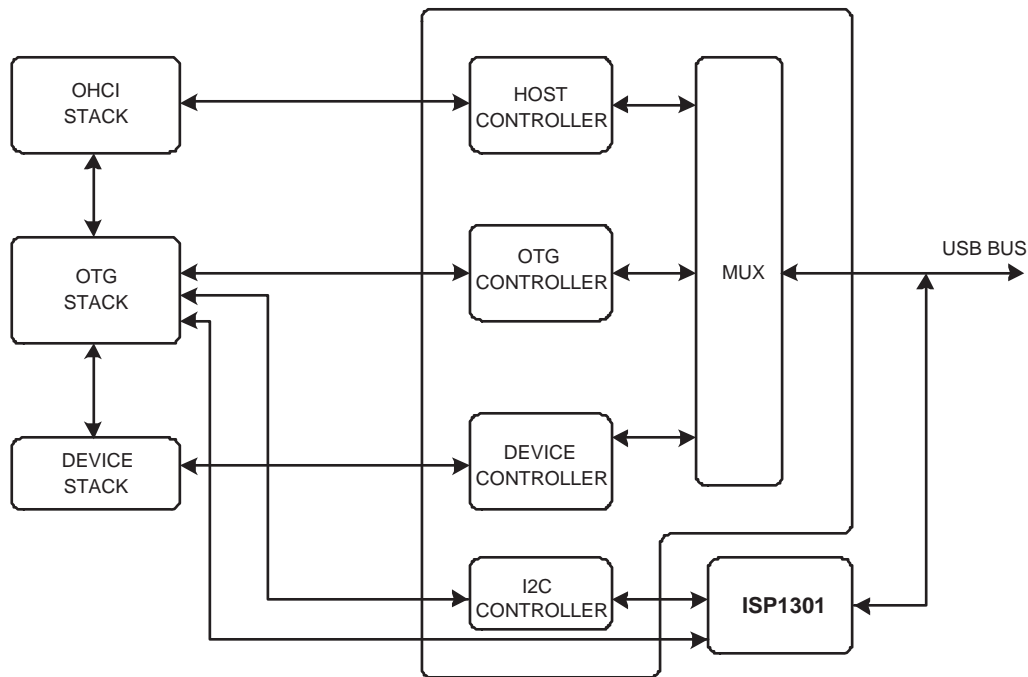 OHCI
STACK
HOST
CONTROLLER
OTG
STACK
OTG
CONTROLLER
MUX
USB BUS
DEVICE
STACK
DEVICE
CONTROLLER
I2C
CONTROLLER
ISP1301